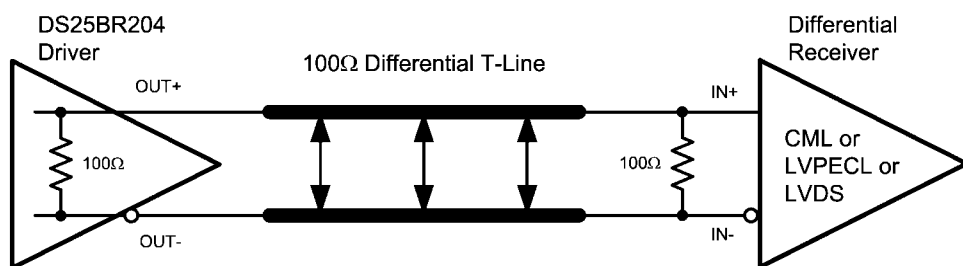 DS25BR204
Driver
100Ω Differential T-Line
Differential
Receiver
OUT+
IN+
100Ω
100Ω
CML or
LVPECL or
LVDS
OUT-
IN-